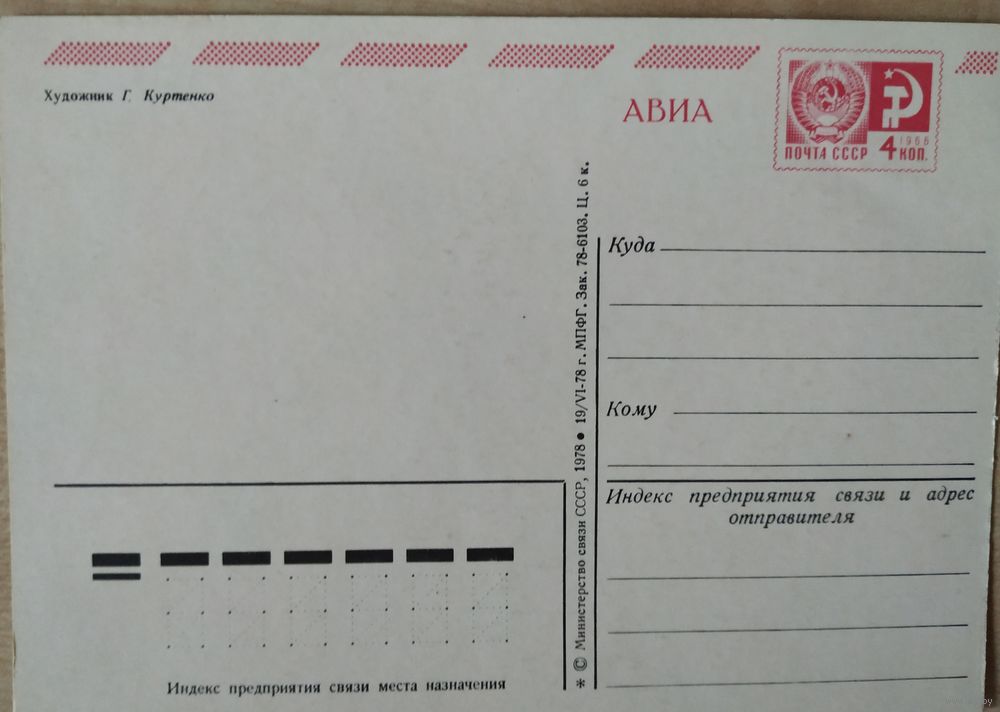 Художник Г. Куртенко
АВИА
1966
ПОЧТА СССР 4 КОП.
* © Министерство связи СССР, 1978 ● 19/VI-78 г. МПФГ. Зак. 78-6103. Ц. 6 к.
Куда
Кому
Индекс предприятия связи и адрес
отправителя
Индекс предприятия связи места назначения